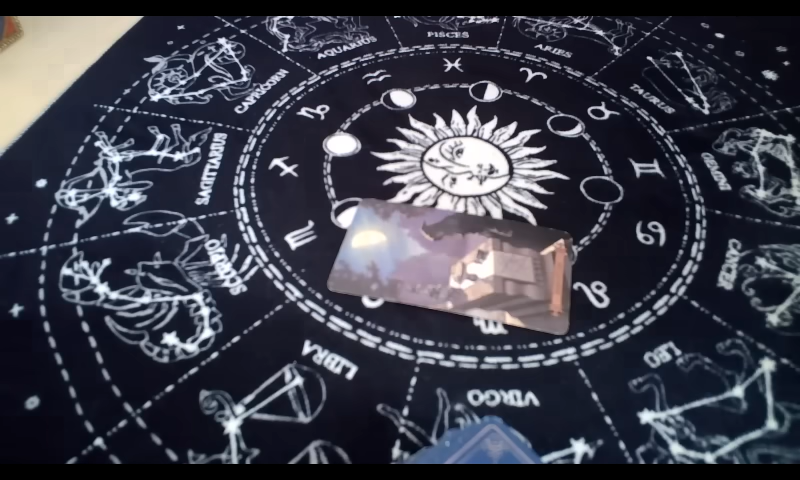 PISCES
AQUARIUS
ARIES
CAPRICORN
TAURUS
SAGITTARIUS
GEMINI
SCORPIO
CANCER
LIBRA
LEO
VIRGO